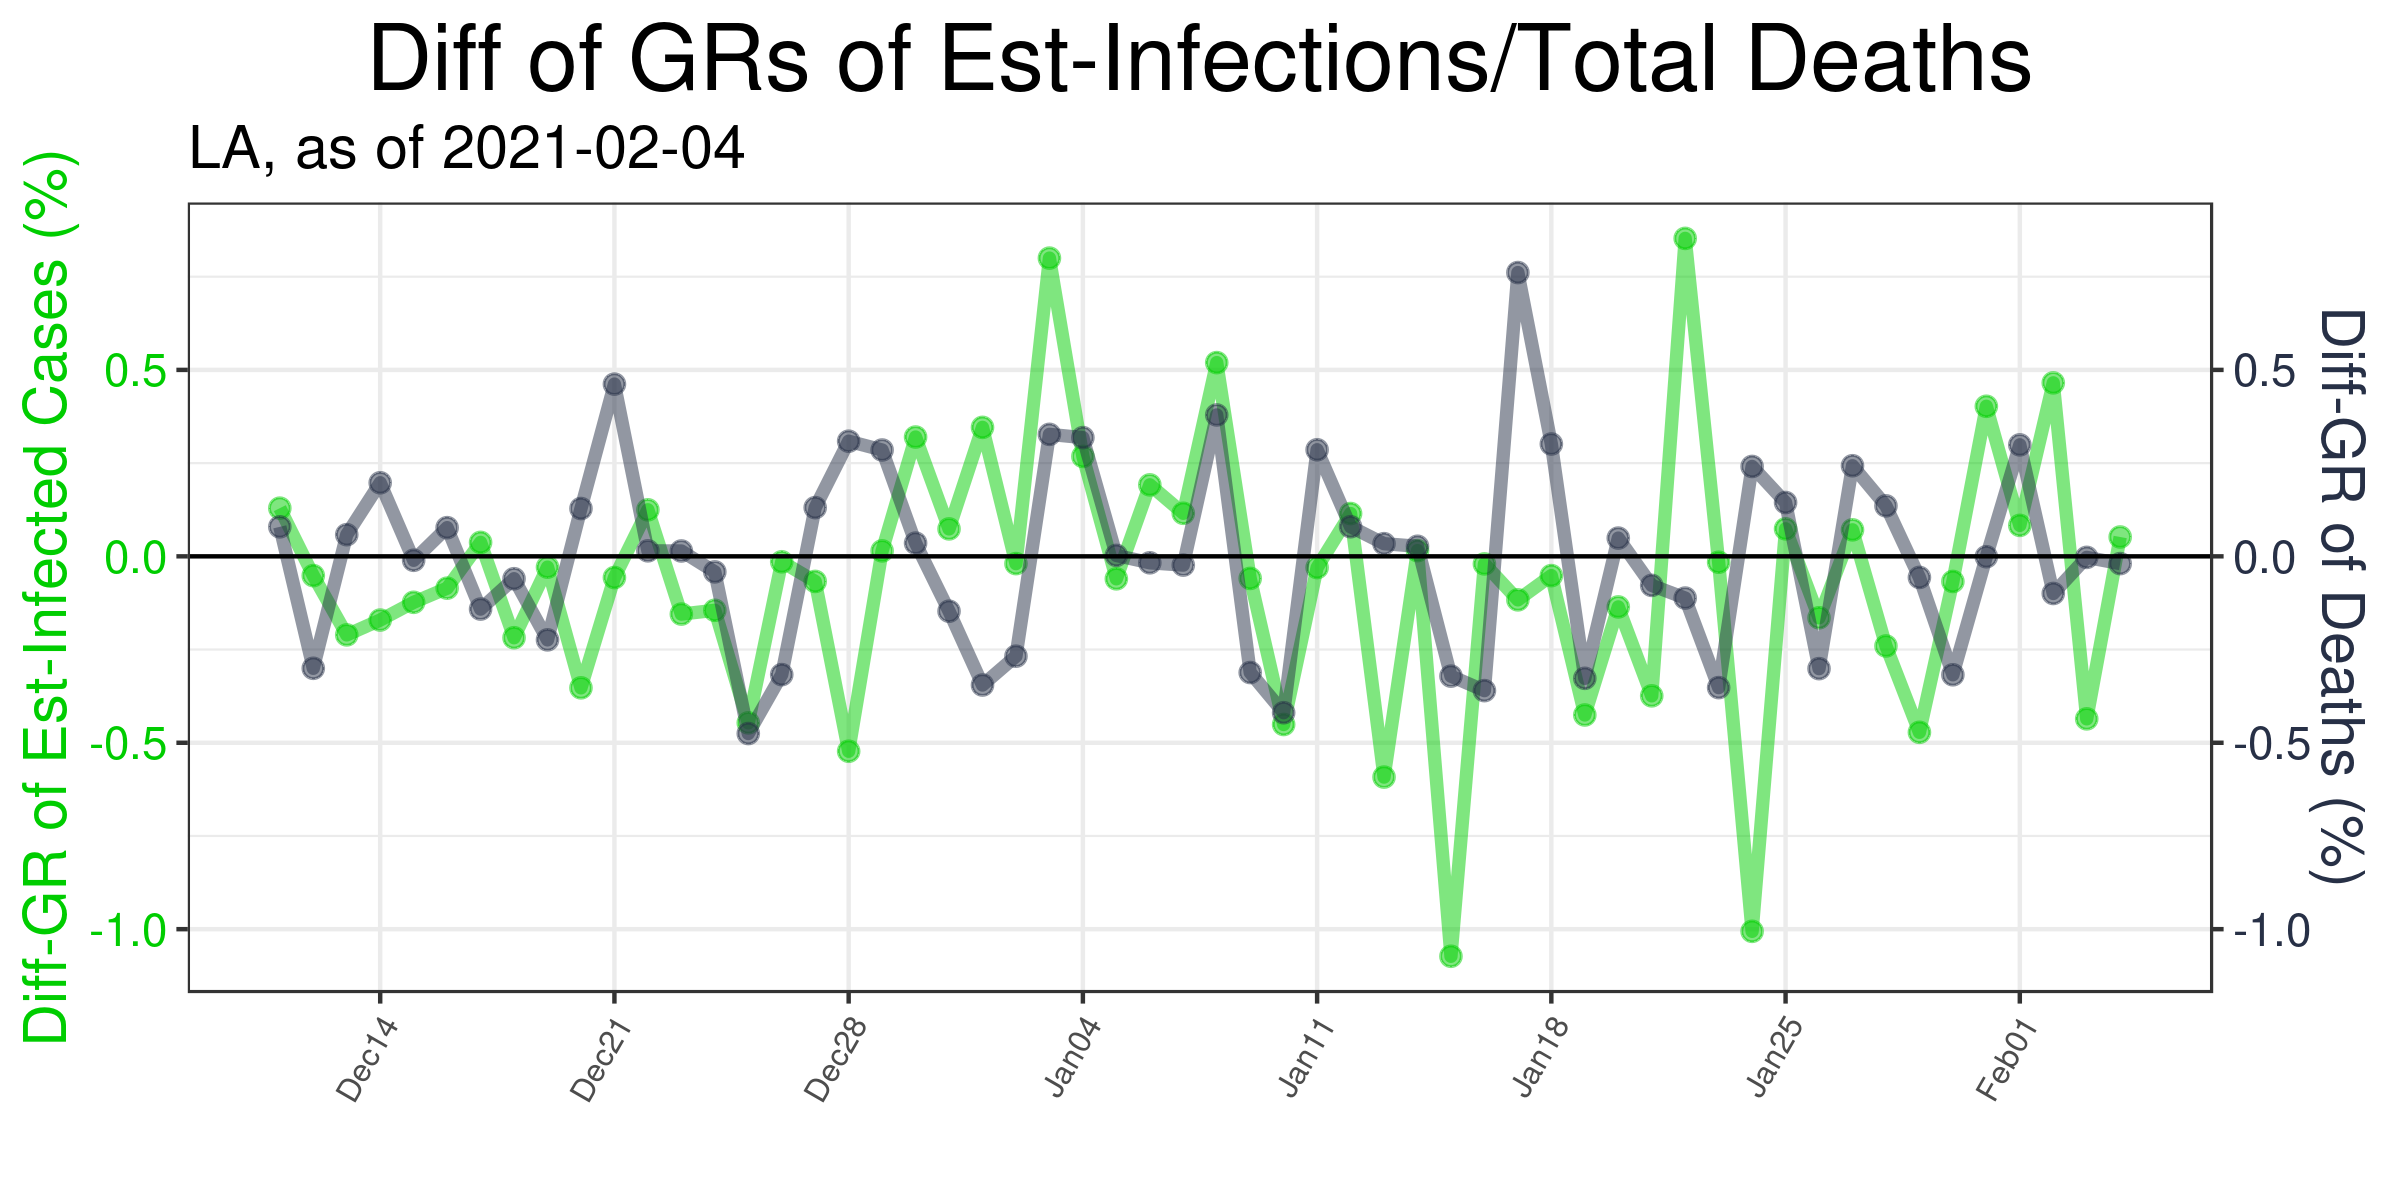 Diff of GRs of Est-Infections/Total Deaths
LA, as of 2021-02-04
Diff-GR of Est-Infected Cases (%)
0.5
0.0
-0.5
-1.0
0.5
0.0
-0.5
-1.0
Diff-GR of Deaths (%)
Dec14
Dec21
Dec28
Jan04
Jan11
Jan18
Jan25
Feb01